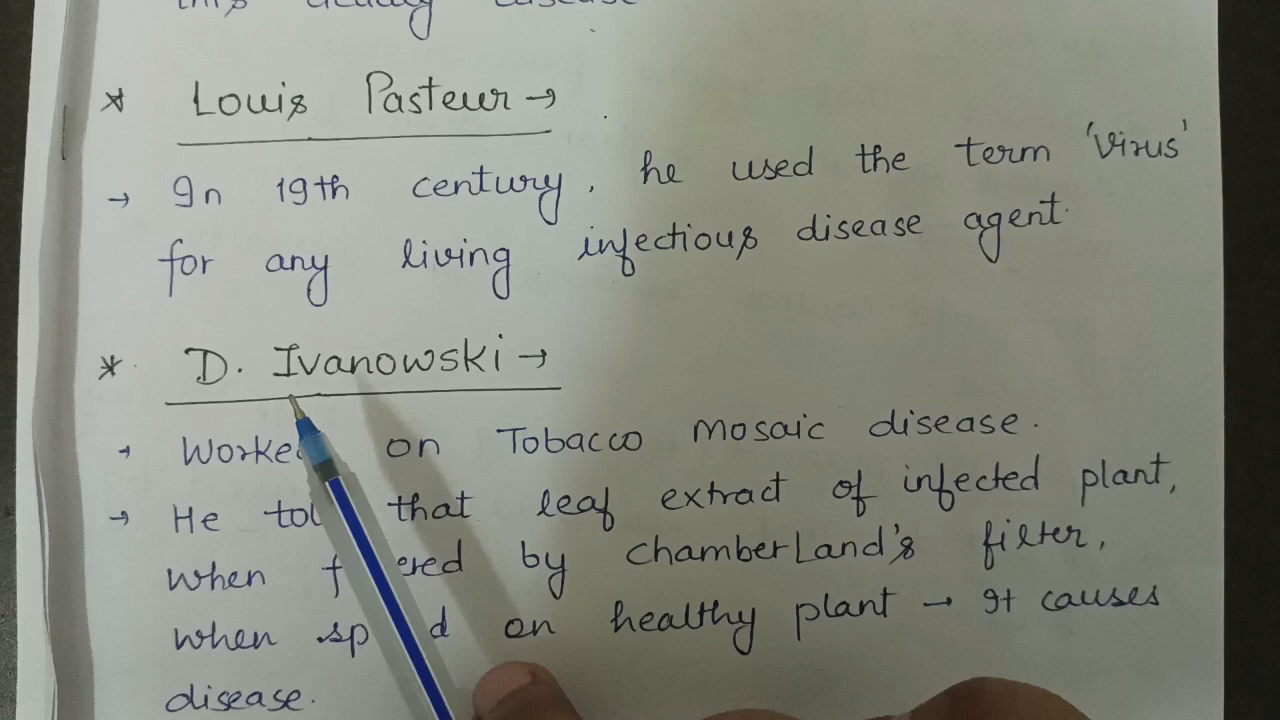 * Louis Pasteur →
→ In 19th century, he used the term 'virus'
for any living infectious disease agent.
* D. Ivanowski →
→ on Tobacco mosaic disease.
→ He that leaf extract of infected plant,
when by chamberLand's filter,
when on healthy plant → It causes
disease.